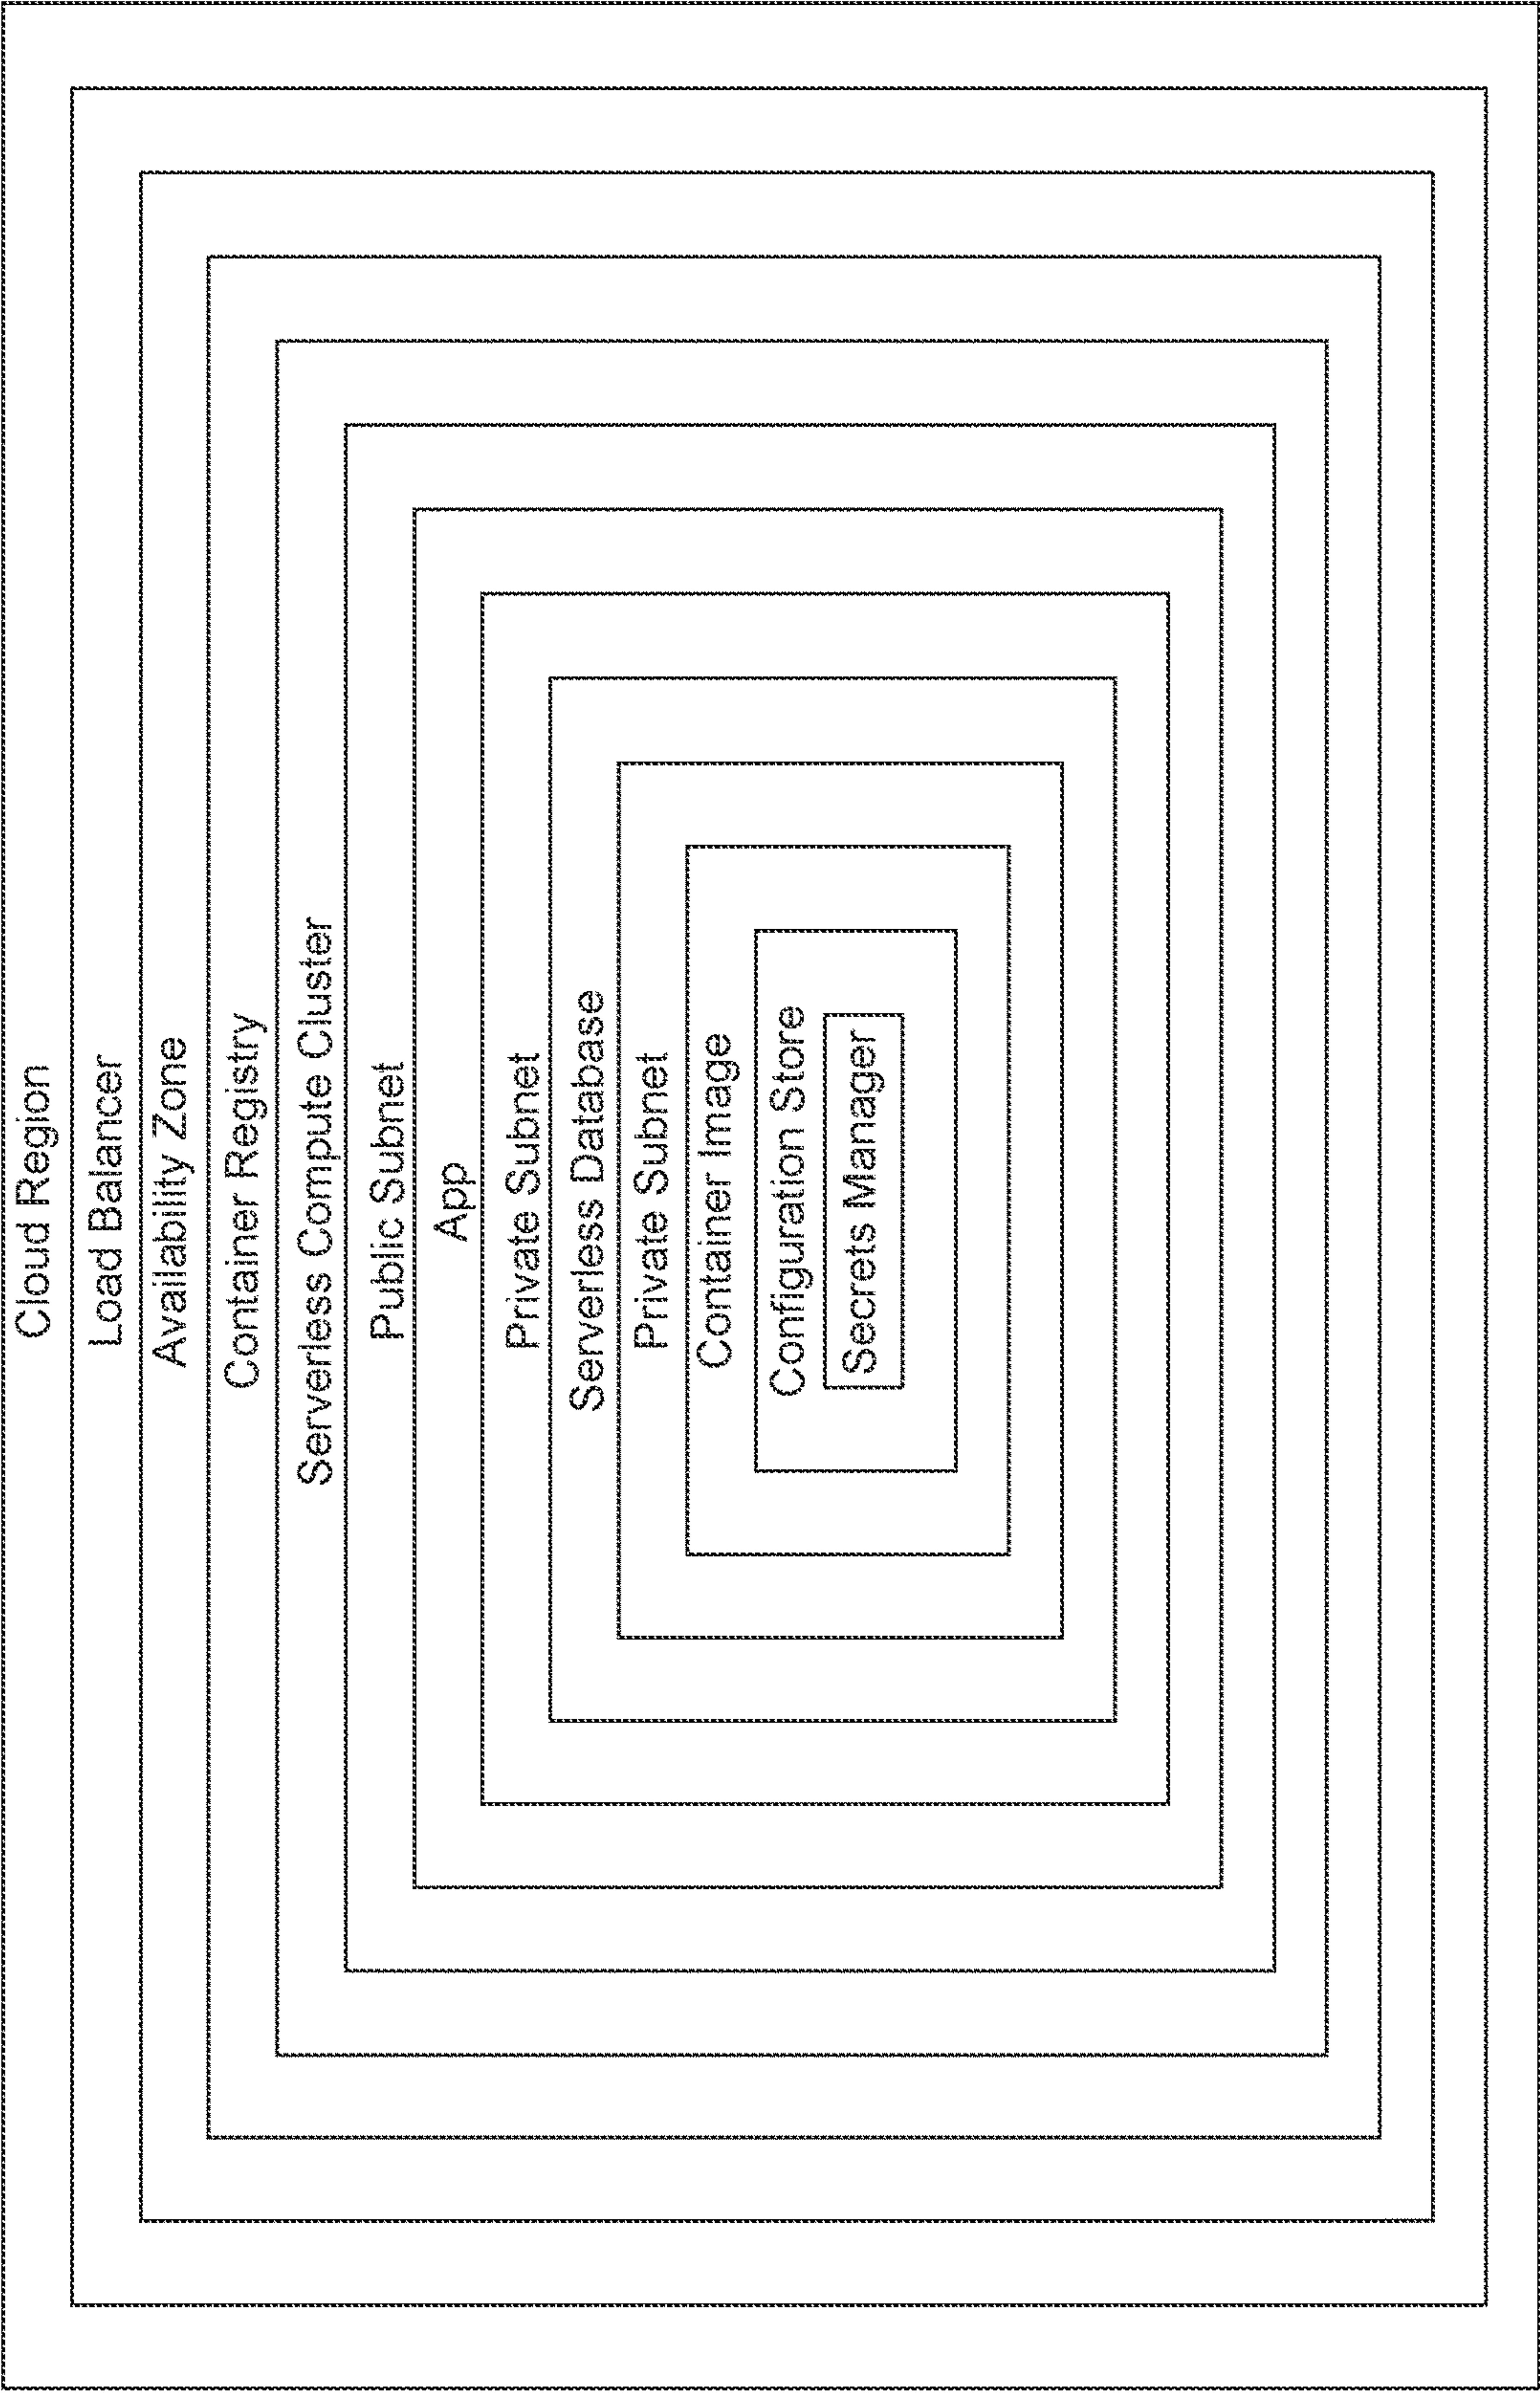 Cloud Region
Load Balancer
Availability Zone
Container Registry
Serverless Compute Cluster
Public Subnet
App
Private Subnet
Serverless Database
Private Subnet
Container Image
Configuration Store
Secrets Manager